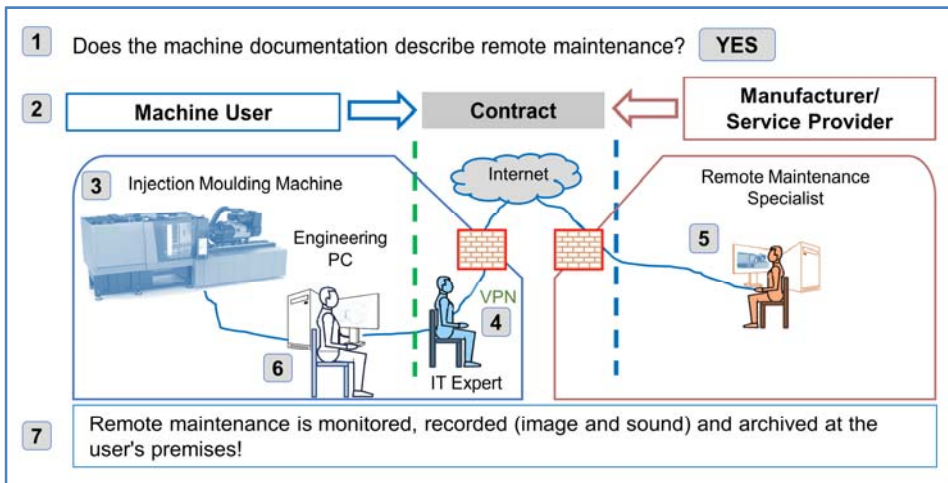 1 Does the machine documentation describe remote maintenance? YES
2 Machine User Contract Manufacturer/
Service Provider
3 Injection Moulding Machine
Internet
Remote Maintenance
Specialist
Engineering
PC
5
VPN
4
6
IT Expert
7 Remote maintenance is monitored, recorded (image and sound) and archived at the
user's premises!